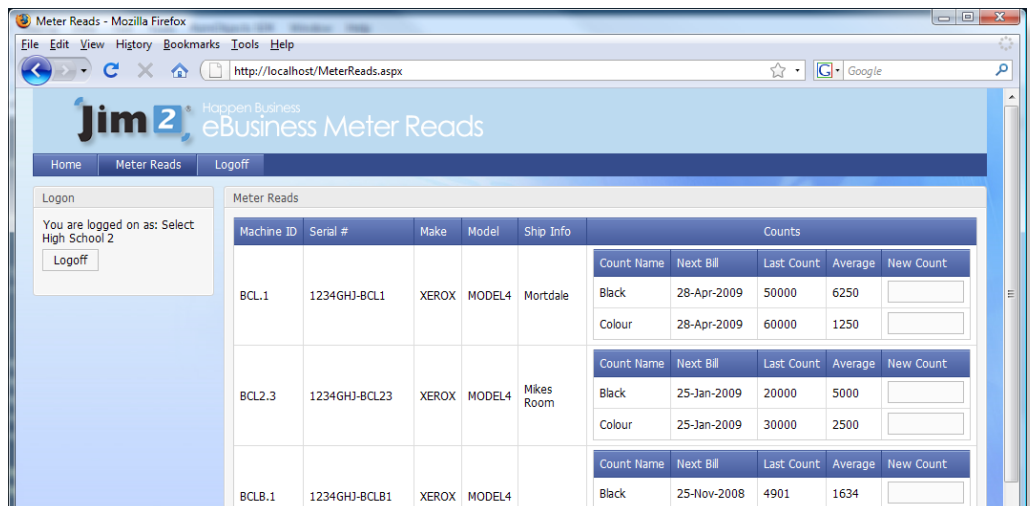 Meter Reads - Mozilla Firefox
File Edit View History Bookmarks Tools Help
http://localhost/MeterReads.aspx
G Google
Jim 2 Happen Business
eBusiness Meter Reads
Home Meter Reads Logoff
Logon
You are logged on as: Select
High School 2
Logoff
Meter Reads
Machine ID Serial # Make Model Ship Info Counts
Count Name Next Bill Last Count Average New Count
BCL.1 1234GHJ-BCL1 XEROX MODEL4 Mortdale
Black 28-Apr-2009 50000 6250
Colour 28-Apr-2009 60000 1250
Count Name Next Bill Last Count Average New Count
BCL2.3 1234GHJ-BCL23 XEROX MODEL4 Mikes
Room
Black 25-Jan-2009 20000 5000
Colour 25-Jan-2009 30000 2500
Count Name Next Bill Last Count Average New Count
BCLB.1 1234GHJ-BCLB1 XEROX MODEL4
Black 25-Nov-2008 4901 1634